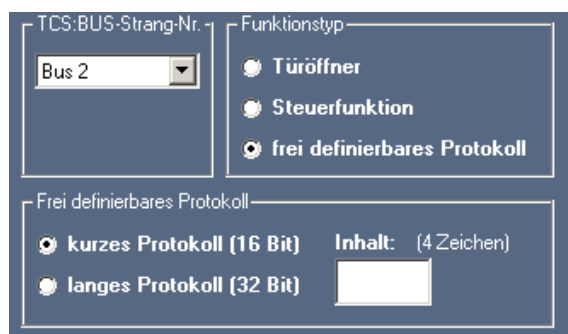 TCS:BUS-Strang-Nr.
Bus 2
Funktionstyp
Türöffner
Steuerfunktion
frei definierbares Protokoll
Frei definierbares Protokoll
kurzes Protokoll (16 Bit)
langes Protokoll (32 Bit)
Inhalt: (4 Zeichen)